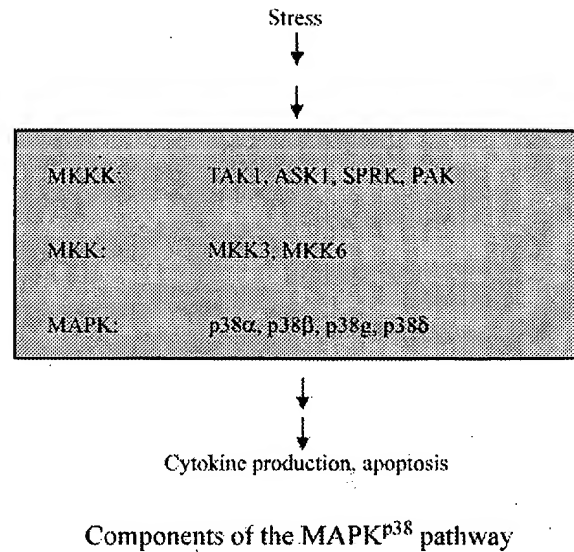 Stress
MKKK: TAK1, ASK1, SPRK, PAK
MKK: MKK3, MKK6
MAPK: p38α, p38β, p38g, p38δ
Cytokine production, apoptosis
Components of the MAPKp38 pathway